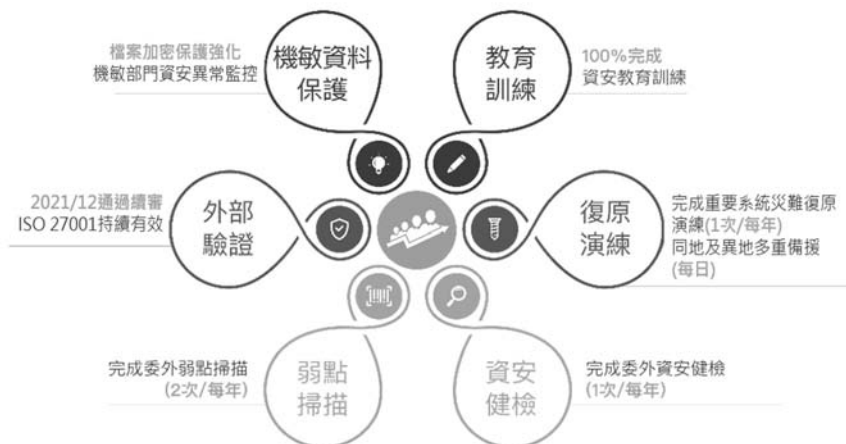 檔案加密保護強化
機敏部門資安異常監控
機敏資料
保護
教育
訓練
100%完成
資安教育訓練
2021/12通過續審
ISO 27001持續有效
外部
驗證
復原
演練
完成重要系統災難復原
演練(1次/每年)
同地及異地多重備援
(每日)
完成委外弱點掃描
(2次/每年)
弱點
掃描
資安
健檢
完成委外資安健檢
(1次/每年)